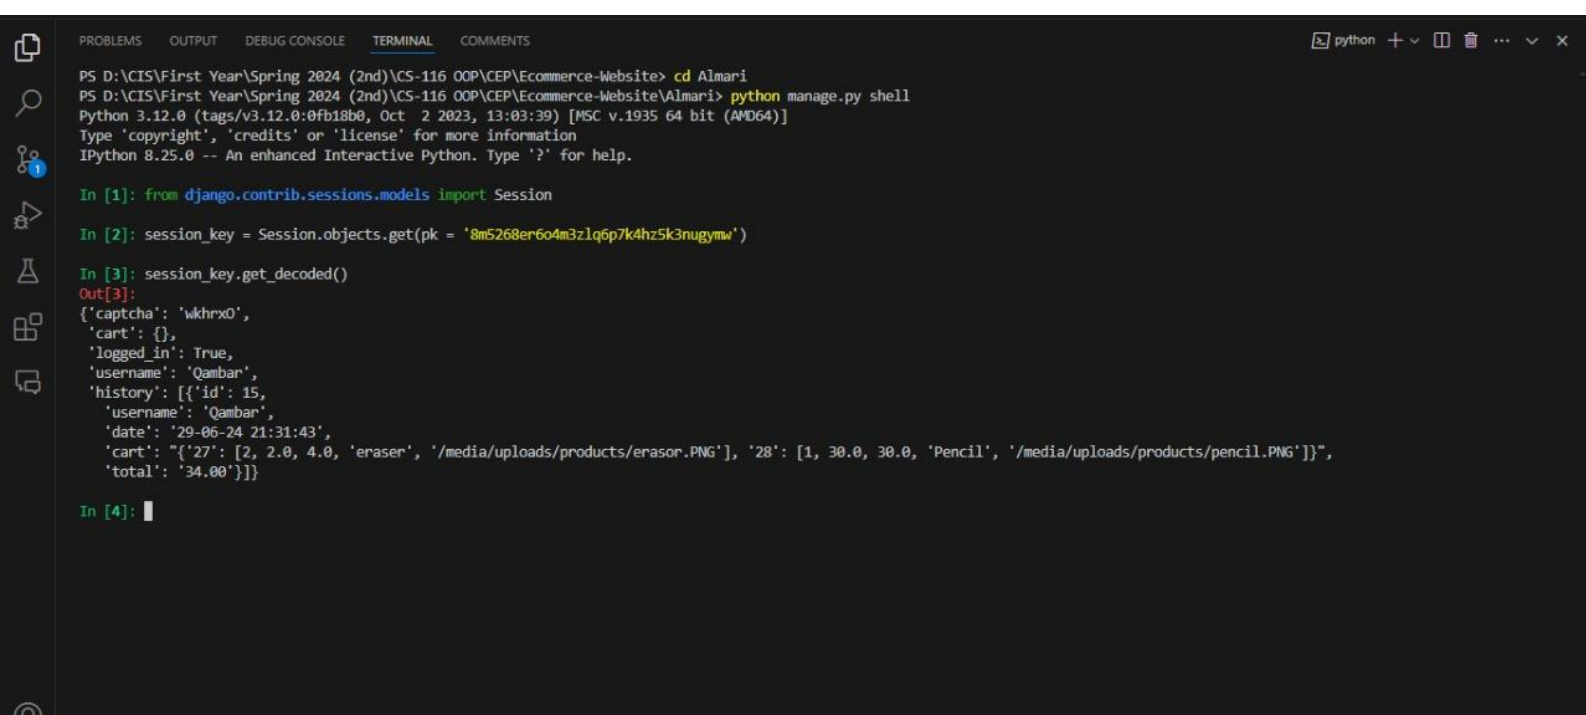 PROBLEMS OUTPUT DEBUG CONSOLE TERMINAL COMMENTS python
PS D:\CIS\First Year\Spring 2024 (2nd)\CS-116 OOP\CEP\Ecommerce-Website> cd Almari
PS D:\CIS\First Year\Spring 2024 (2nd)\CS-116 OOP\CEP\Ecommerce-Website\Almari> python manage.py shell
Python 3.12.0 (tags/v3.12.0:0fb18b0, Oct  2 2023, 13:03:39) [MSC v.1935 64 bit (AMD64)]
Type 'copyright', 'credits' or 'license' for more information
IPython 8.25.0 -- An enhanced Interactive Python. Type '?' for help.
In [1]: from django.contrib.sessions.models import Session
1
In [2]: session_key = Session.objects.get(pk = '8m5268er6o4m3zlq6p7k4hz5k3nugymw')
In [3]: session_key.get_decoded()
Out[3]:
{'captcha': 'wkhrxO',
 'cart': {},
 'logged_in': True,
 'username': 'Qambar',
 'history': [{'id': 15,
   'username': 'Qambar',
   'date': '29-06-24 21:31:43',
   'cart': "{'27': [2, 2.0, 4.0, 'eraser', '/media/uploads/products/erasor.PNG'], '28': [1, 30.0, 30.0, 'Pencil', '/media/uploads/products/pencil.PNG']}",
   'total': '34.00'}]}
In [4]: